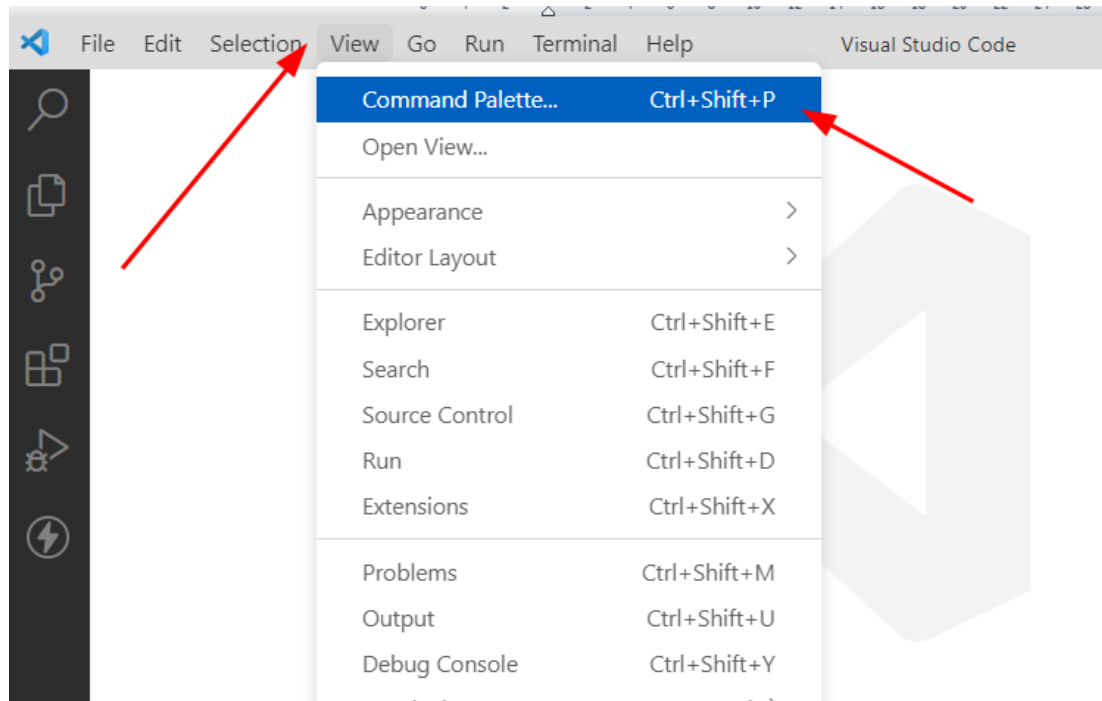 File Edit Selection View Go Run Terminal Help Visual Studio Code
Command Palette... Ctrl+Shift+P
Open View...
Appearance
Editor Layout
Explorer Ctrl+Shift+E
Search Ctrl+Shift+F
Source Control Ctrl+Shift+G
Run Ctrl+Shift+D
Extensions Ctrl+Shift+X
Problems Ctrl+Shift+M
Output Ctrl+Shift+U
Debug Console Ctrl+Shift+Y